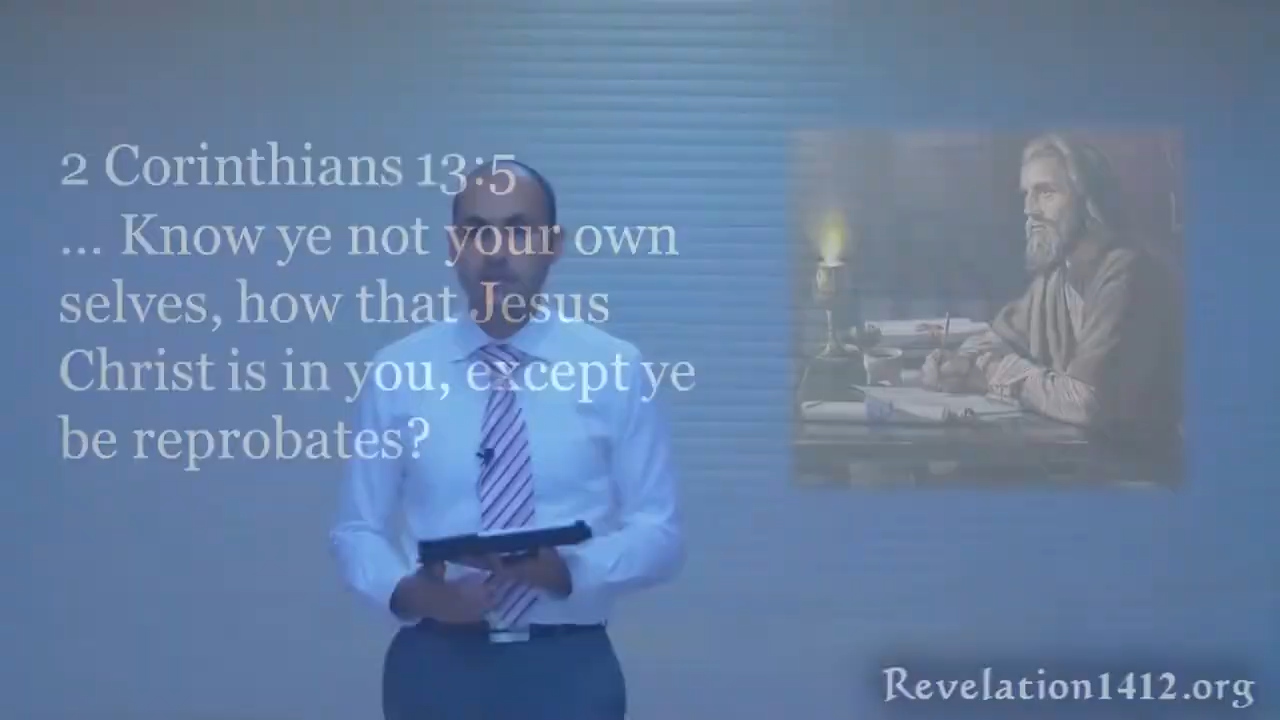 2 Corinthians 13:5
... Know ye not your own
selves, how that Jesus
Christ is in you, except ye
be reprobates?
Revelation1412.org